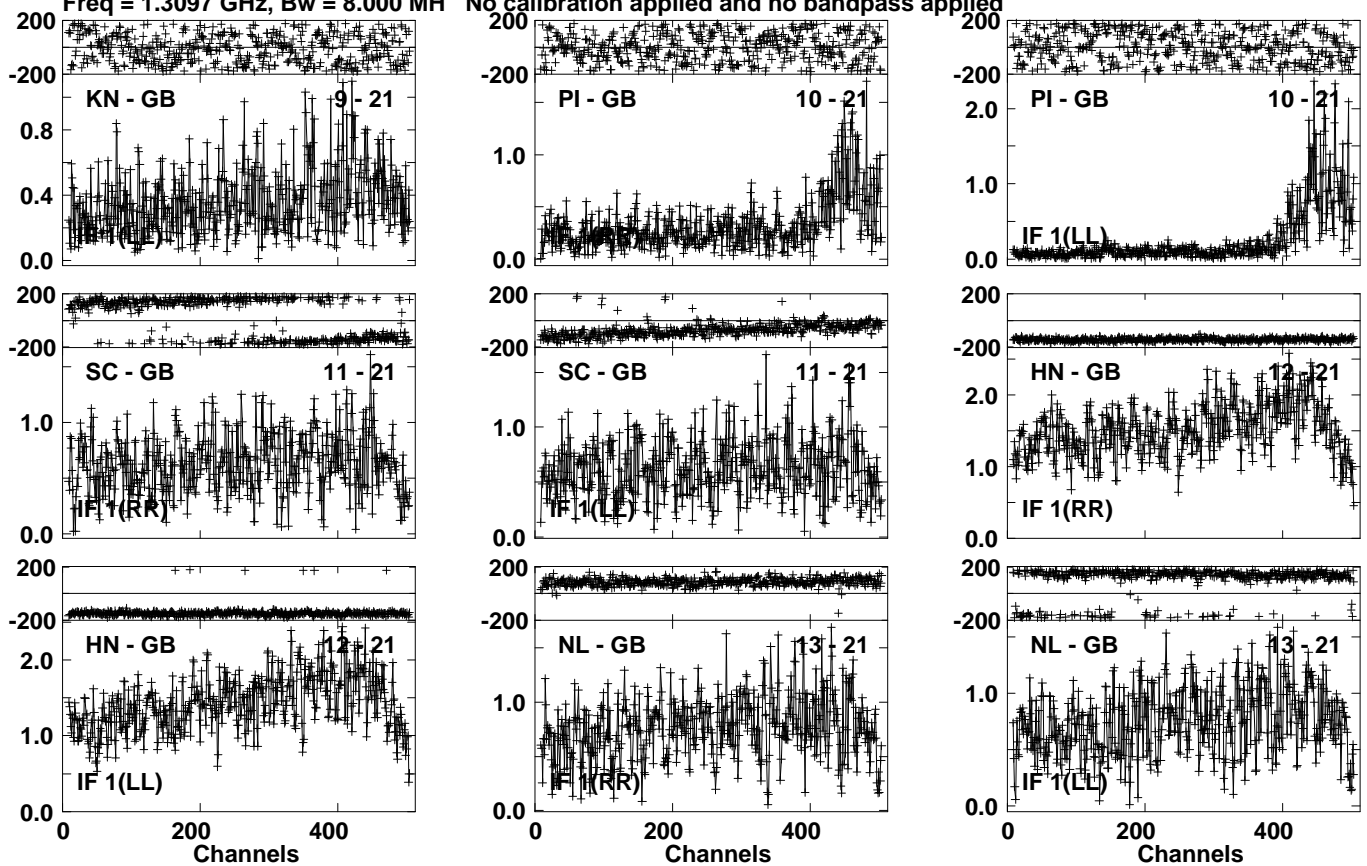 Freq = 1.3097 GHz, Bw = 8.000 MH No calibration applied and no bandpass applied
200
-200
KN - GB 9 - 21
0.8
0.4
0.0
IF 1(LL)
200
-200
PI - GB 10 - 21
1.0
0.0
200
-200
PI - GB 10 - 21
2.0
1.0
0.0
IF 1(LL)
200
-200
SC - GB 11 - 21
1.0
0.0
IF 1(RR)
200
-200
SC - GB 11 - 21
1.0
0.0
IF 1(LL)
200
-200
HN - GB 12 - 21
2.0
1.0
0.0
IF 1(RR)
200
-200
HN - GB 12 - 21
2.0
1.0
0.0
IF 1(LL)
0 200 400
Channels
200
-200
NL - GB 13 - 21
1.0
0.0
IF 1(RR)
0 200 400
Channels
200
-200
NL - GB 13 - 21
1.0
0.0
IF 1(LL)
0 200 400
Channels